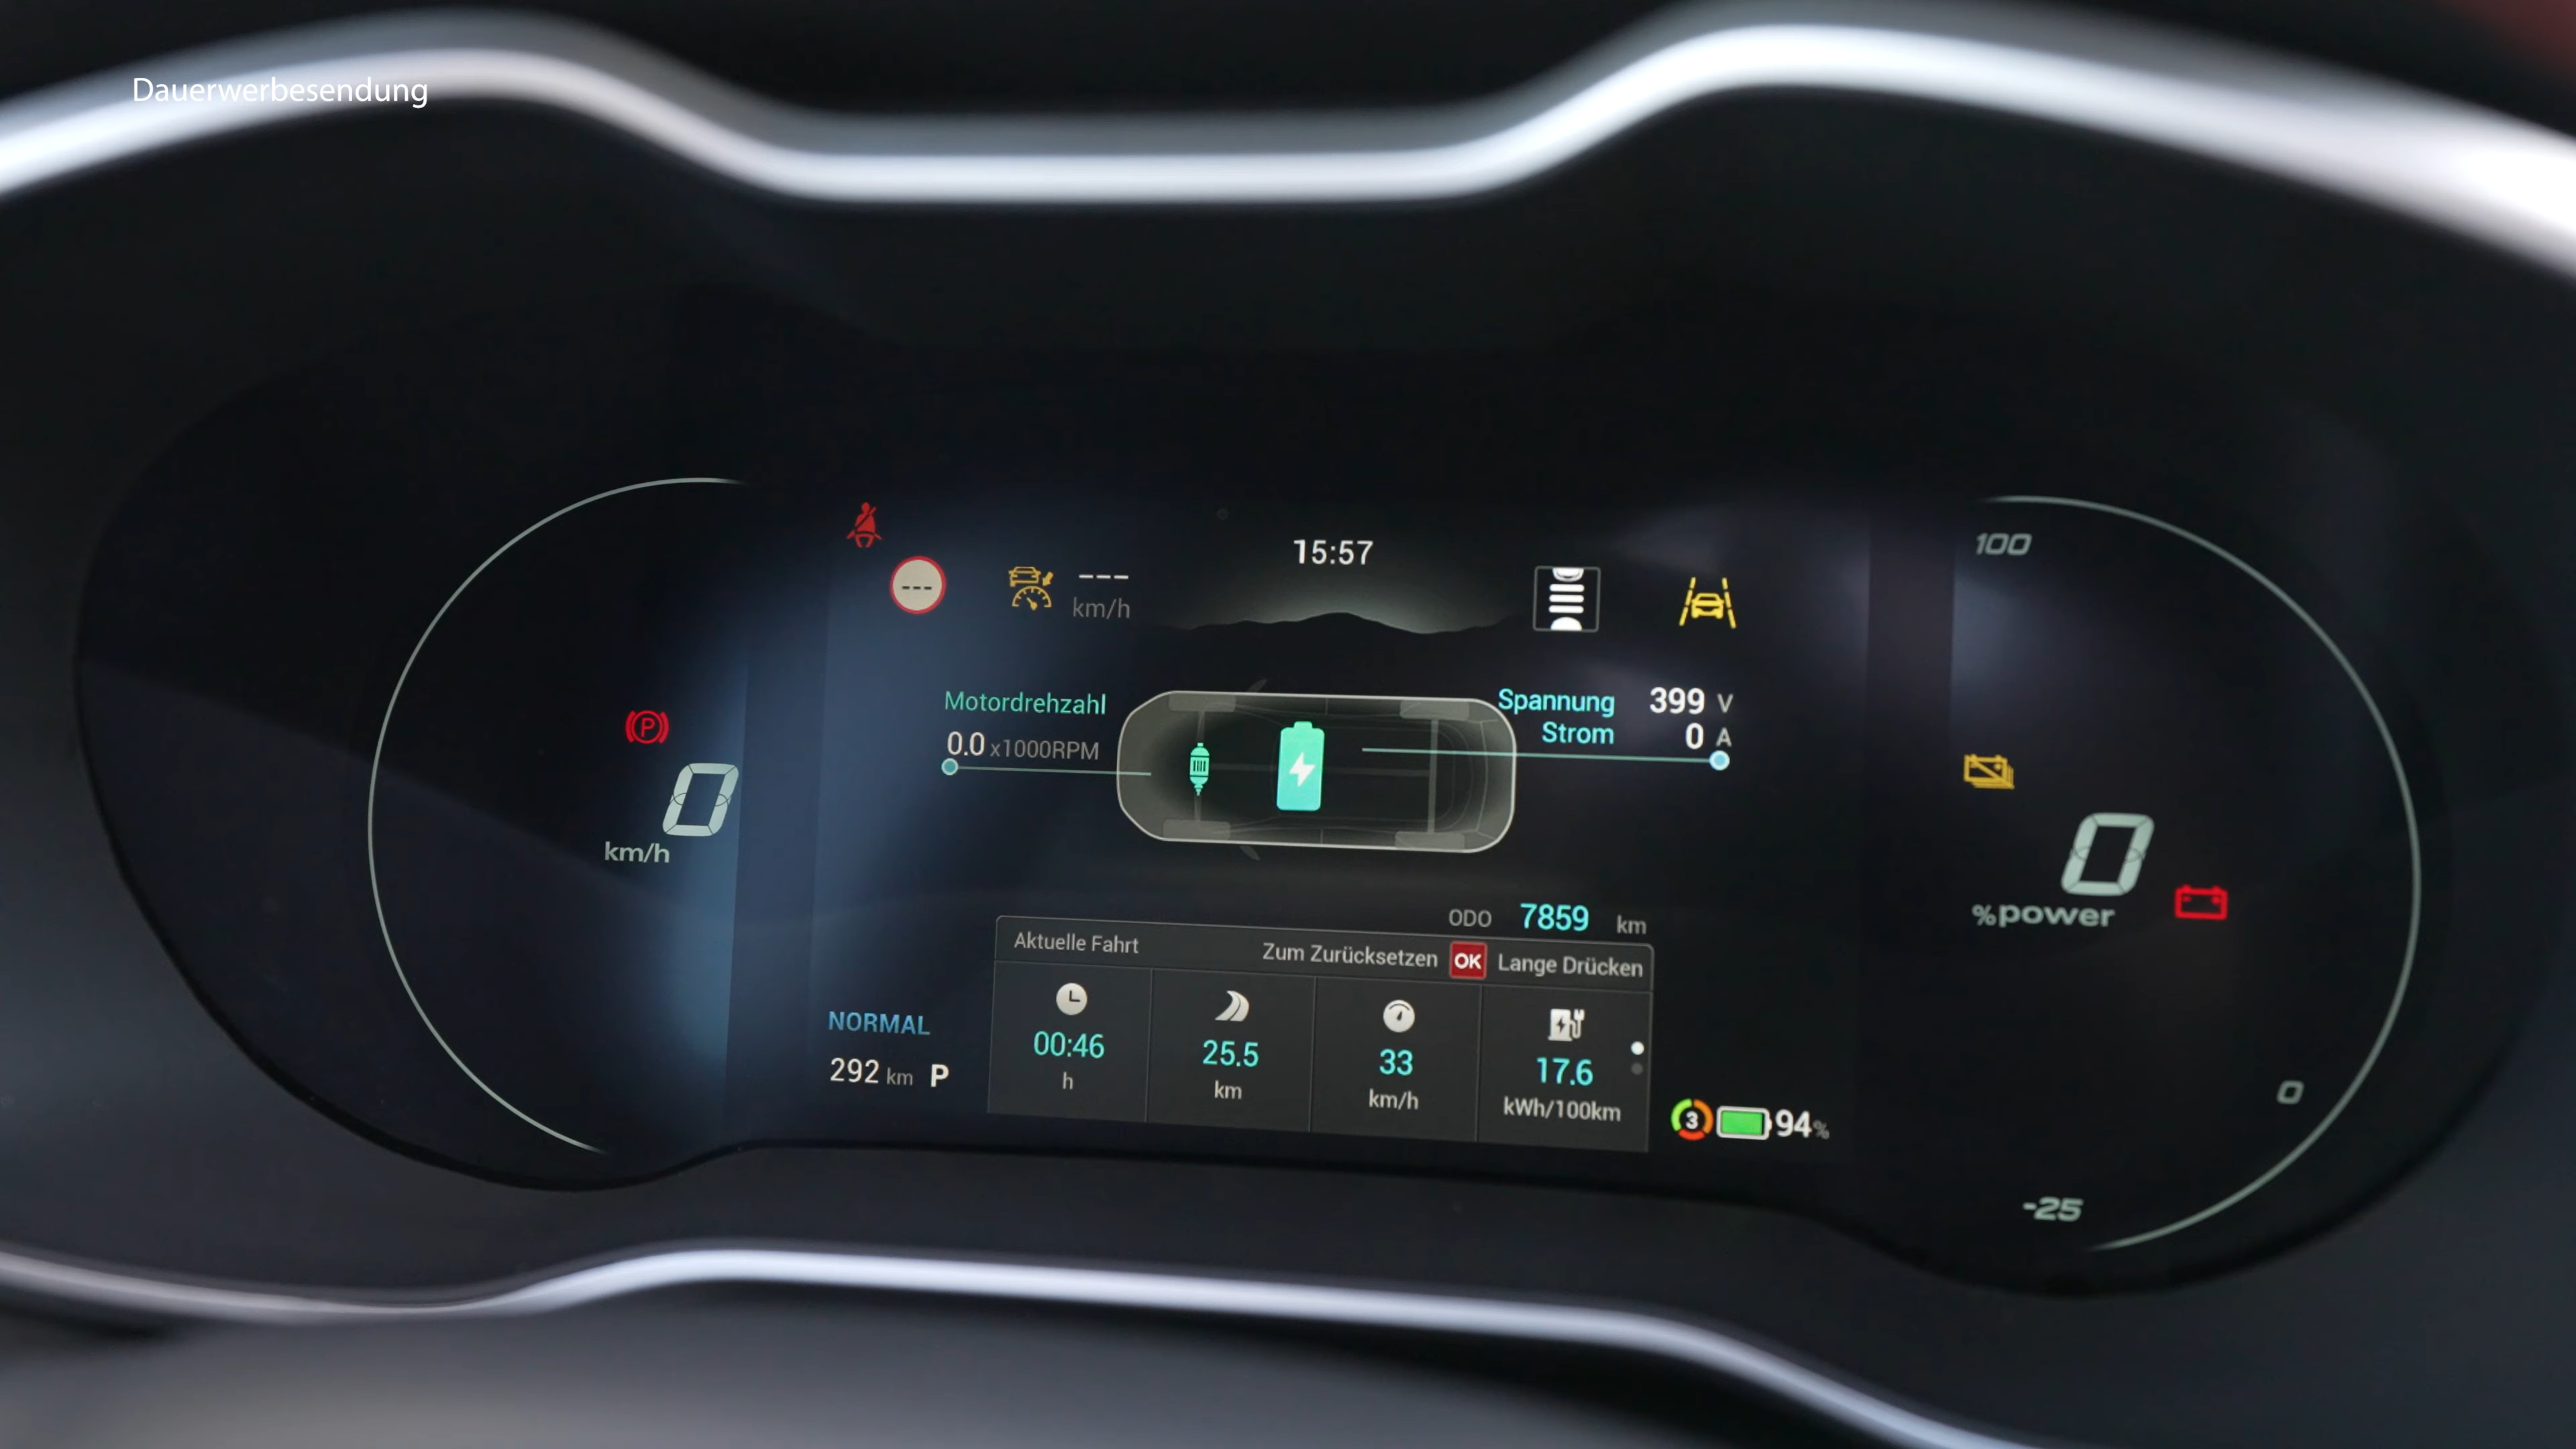 Dauerwerbesendung
15:57
---
---
km/h
100
Motordrehzahl
0.0 x1000RPM
Spannung 399 V
Strom 0 A
P
0
km/h
0
%power
ODO 7859 km
Aktuelle Fahrt Zum Zurücksetzen OK Lange Drücken
NORMAL
292 km P
00:46
h
25.5
km
33
km/h
17.6
kWh/100km
3
94%
0
-25